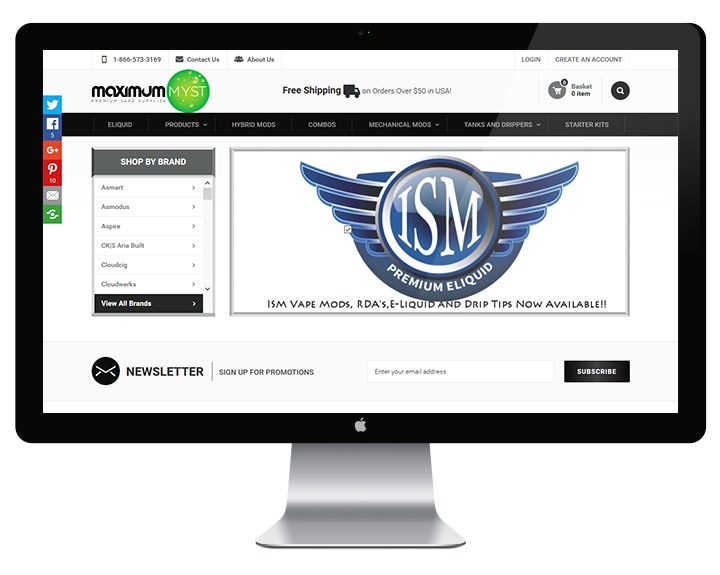 1-866-573-3169 Contact Us About Us LOGIN CREATE AN ACCOUNT
MAXIMUM MYST
PREMIUM VAPE SUPPLIES
Free Shipping on Orders Over $50 in USA!
0 Basket
0 item
ELIQUID PRODUCTS HYBRID MODS COMBOS MECHANICAL MODS TANKS AND DRIPPERS STARTER KITS
5
10
SHOP BY BRAND
Asmart
Asmodus
Aspire
CK|S Aria Built
Cloudcig
Cloudwerks
View All Brands
ISM
PREMIUM ELIQUID
ISM VAPE MODS, RDA'S,E-LIQUID AND DRIP TIPS NOW AVAILABLE!!
NEWSLETTER SIGN UP FOR PROMOTIONS Enter your email address SUBSCRIBE